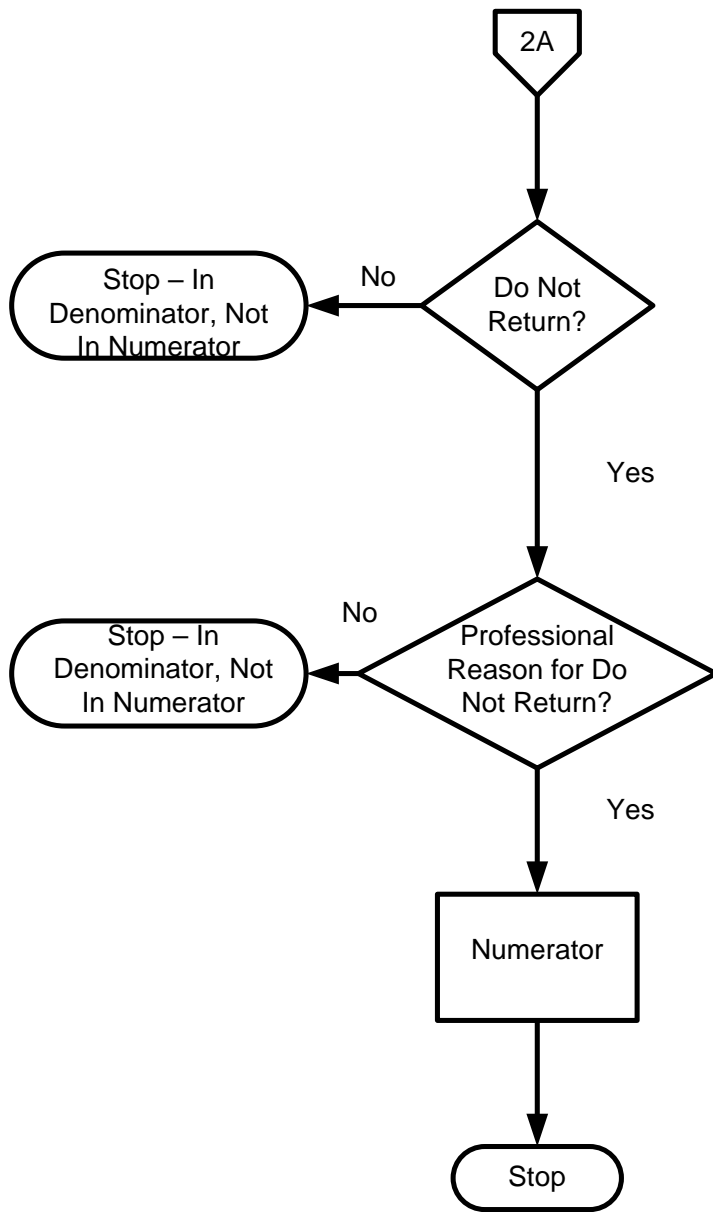 2A
Do Not
Return?
No
Stop – In
Denominator, Not
In Numerator
Yes
Professional
Reason for Do
Not Return?
No
Stop – In
Denominator, Not
In Numerator
Yes
Numerator
Stop